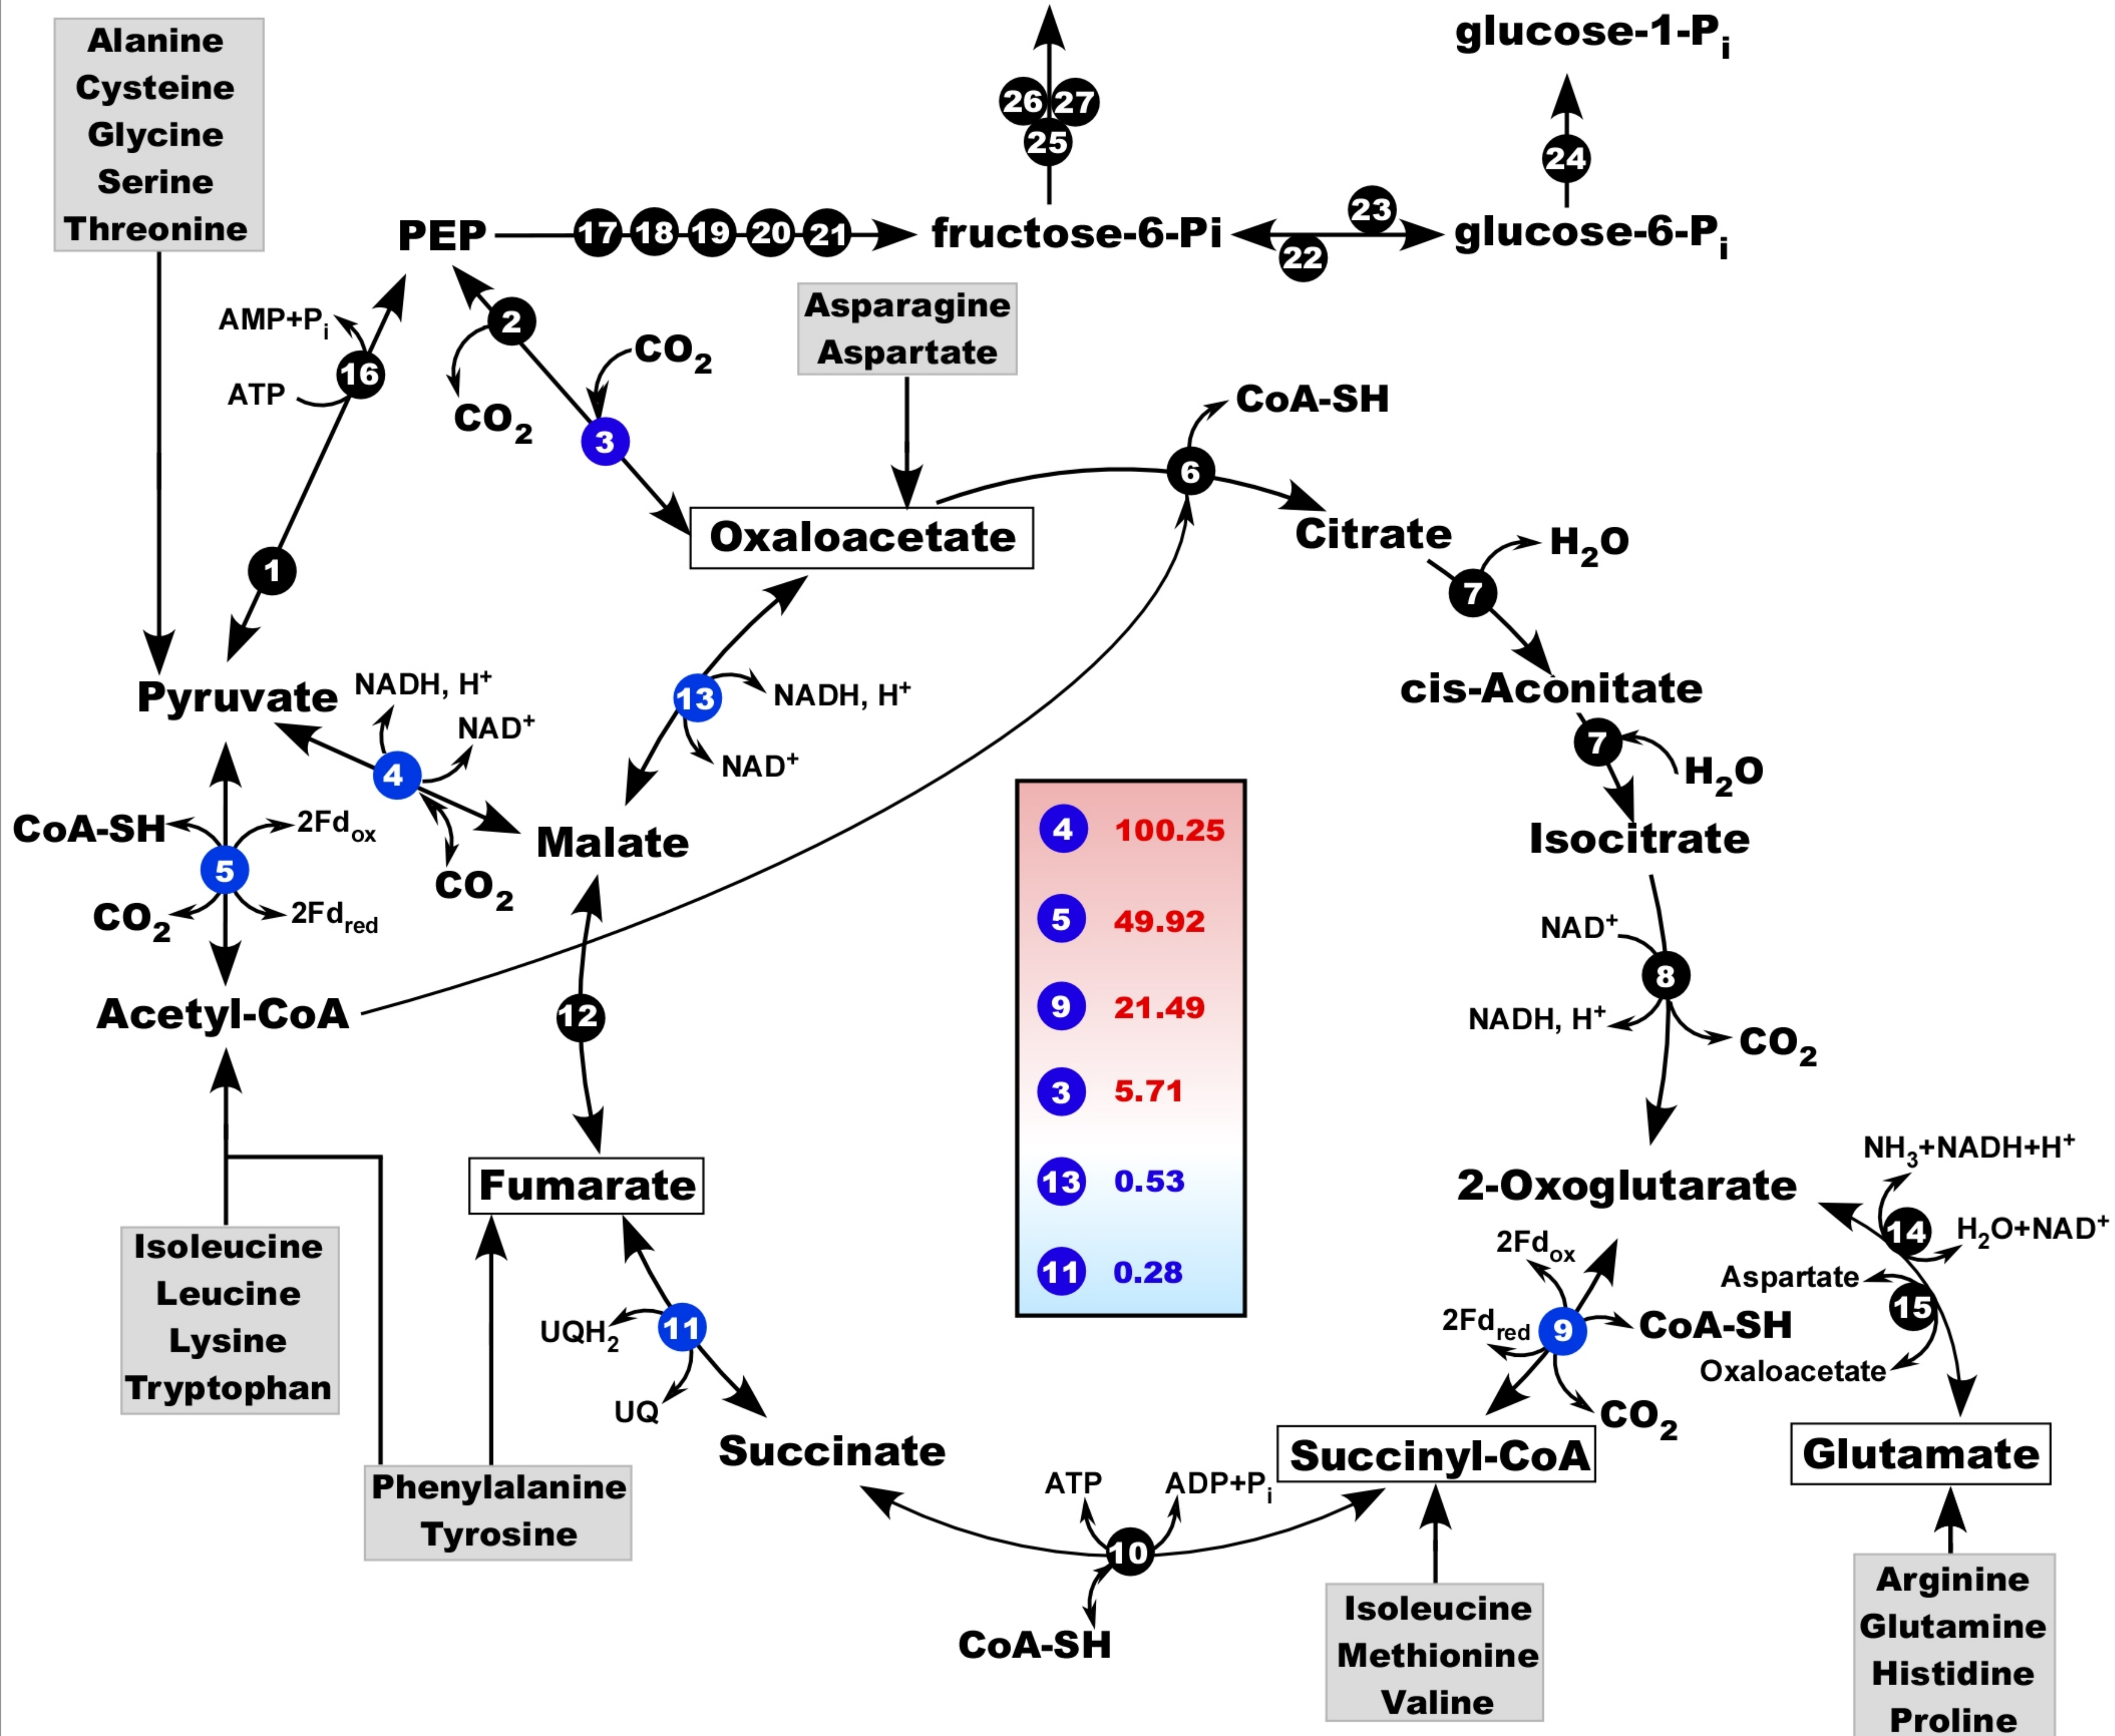 Alanine
Cysteine
Glycine
Serine
Threonine
26 27
25
glucose-1-Pi
24
PEP
17 18 19 20 21
fructose-6-Pi
23
22
glucose-6-Pi
AMP+Pi
16
ATP
2
CO2
CO2
3
Asparagine
Aspartate
CoA-SH
6
Oxaloacetate
Citrate
H2O
7
1
cis-Aconitate
7
H2O
Isocitrate
Pyruvate
NADH, H+
NAD+
4
CO2
13
NADH, H+
NAD+
CoA-SH
2Fdox
5
CO2
2Fdred
Malate
Acetyl-CoA
12
4 100.25
5 49.92
9 21.49
3 5.71
13 0.53
11 0.28
NAD+
8
NADH, H+
CO2
Fumarate
2-Oxoglutarate
NH3+NADH+H+
14
H2O+NAD+
Aspartate
15
Oxaloacetate
Isoleucine
Leucine
Lysine
Tryptophan
UQH2
11
UQ
2Fdox
2Fdred
9
CoA-SH
CO2
Phenylalanine
Tyrosine
Succinate
ATP
ADP+Pi
10
CoA-SH
Succinyl-CoA
Glutamate
Isoleucine
Methionine
Valine
Arginine
Glutamine
Histidine
Proline